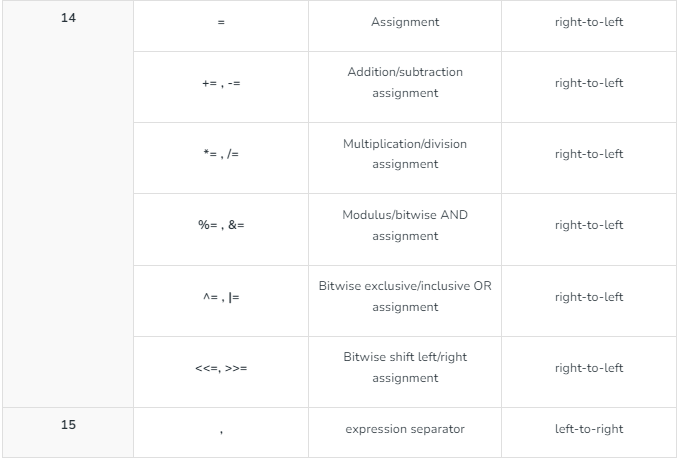 14
= Assignment right-to-left
+= , -= Addition/subtraction assignment right-to-left
*= , /= Multiplication/division assignment right-to-left
%= , &= Modulus/bitwise AND assignment right-to-left
^= , |= Bitwise exclusive/inclusive OR assignment right-to-left
<<=, >>= Bitwise shift left/right assignment right-to-left
15 , expression separator left-to-right